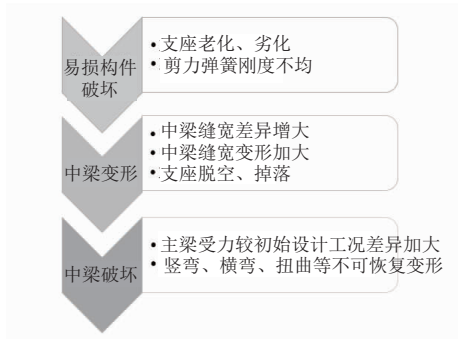 易损构件
破坏
•支座老化、劣化
•剪力弹簧刚度不均
中梁变形
•中梁缝宽差异增大
•中梁缝宽变形加大
•支座脱空、掉落
中梁破坏
•主梁受力较初始设计工况差异加大
•竖弯、横弯、扭曲等不可恢复变形